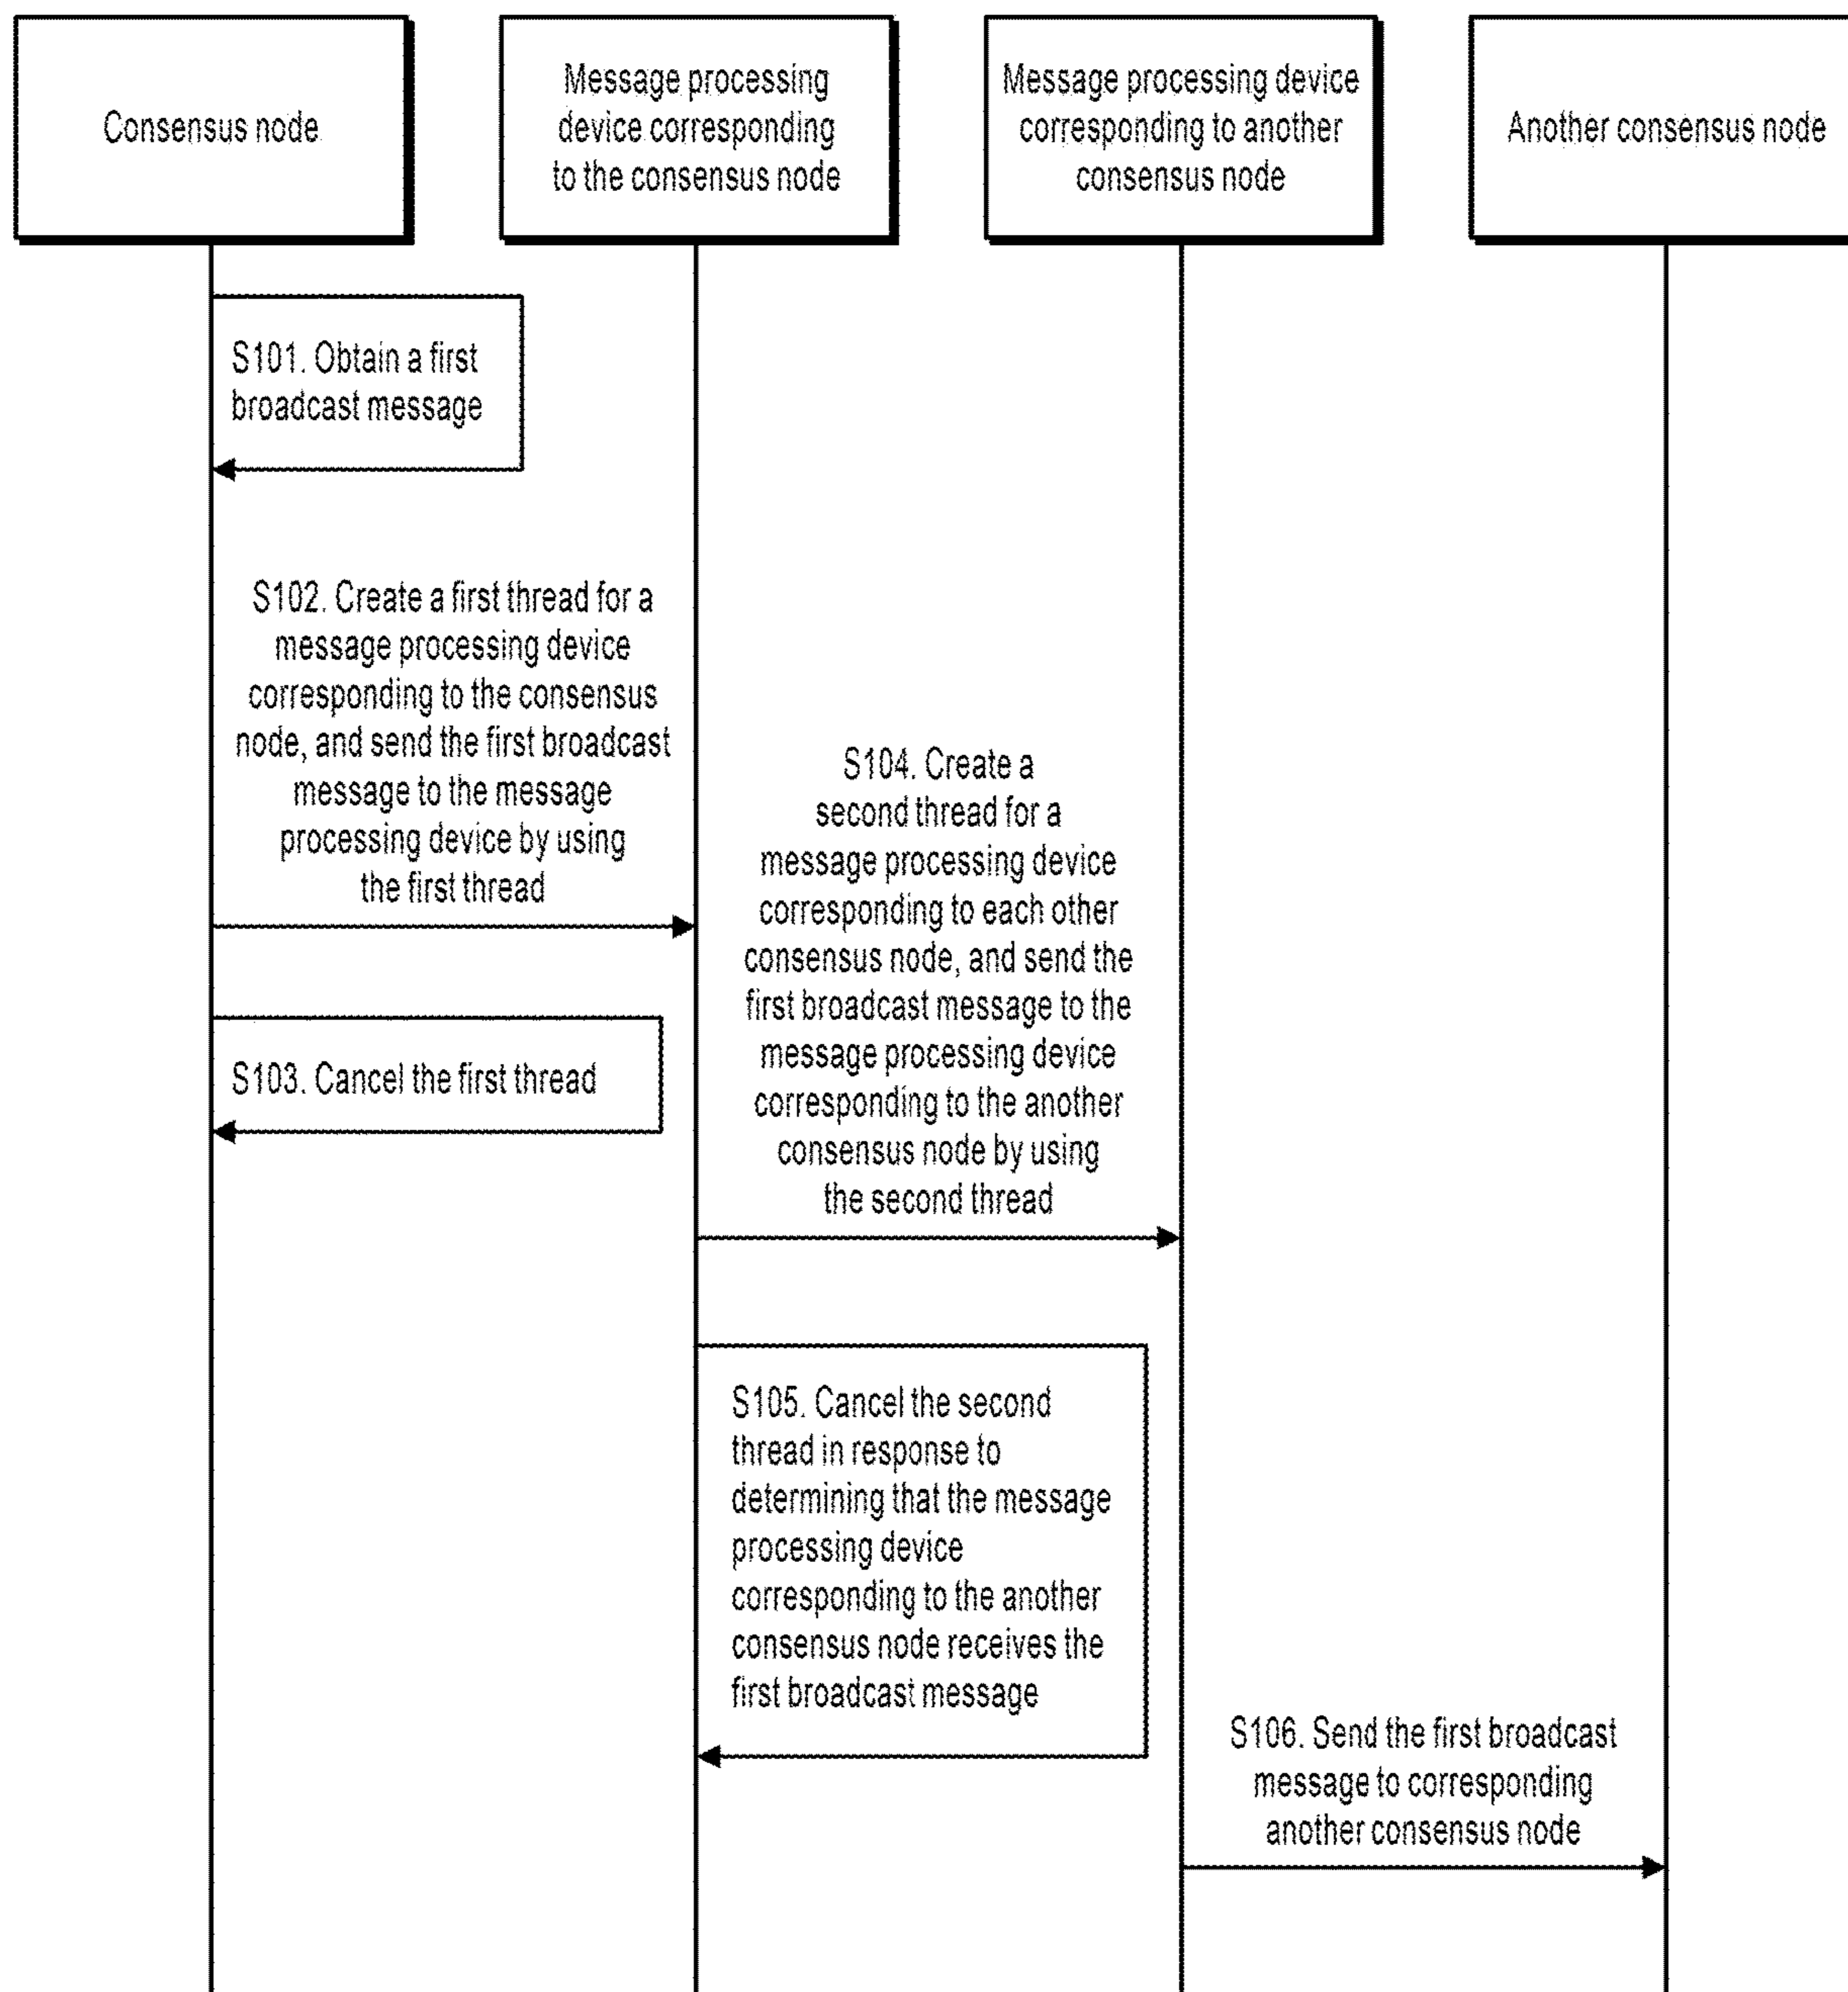 Consensus node
Message processing
device corresponding
to the consensus node
Message processing device
corresponding to another
consensus node
Another consensus node
S101. Obtain a first
broadcast message
S102. Create a first thread for a
message processing device
corresponding to the consensus
node, and send the first broadcast
message to the message
processing device by using
the first thread
S103. Cancel the first thread
S104. Create a
second thread for a
message processing device
corresponding to each other
consensus node, and send the
first broadcast message to the
message processing device
corresponding to the another
consensus node by using
the second thread
S105. Cancel the second
thread in response to
determining that the message
processing device
corresponding to the another
consensus node receives the
first broadcast message
S106. Send the first broadcast
message to corresponding
another consensus node